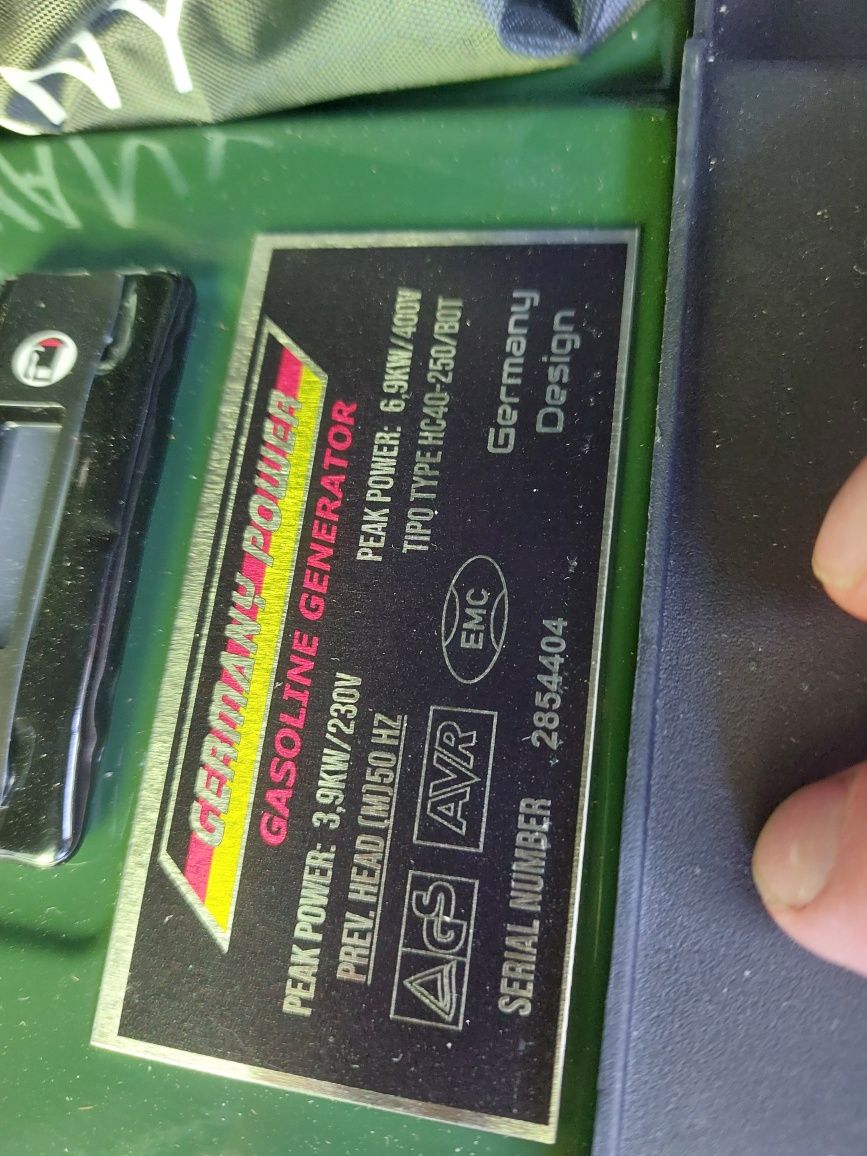 GERMANY POWER
GASOLINE GENERATOR
PEAK POWER: 3,9KW/230V PEAK POWER: 6,9KW/400V
PREV. HEAD (M)50 HZ TIPO TYPE HC40-250/B0T
GS AVR EMC
Germany
Design
SERIAL NUMBER 2854404